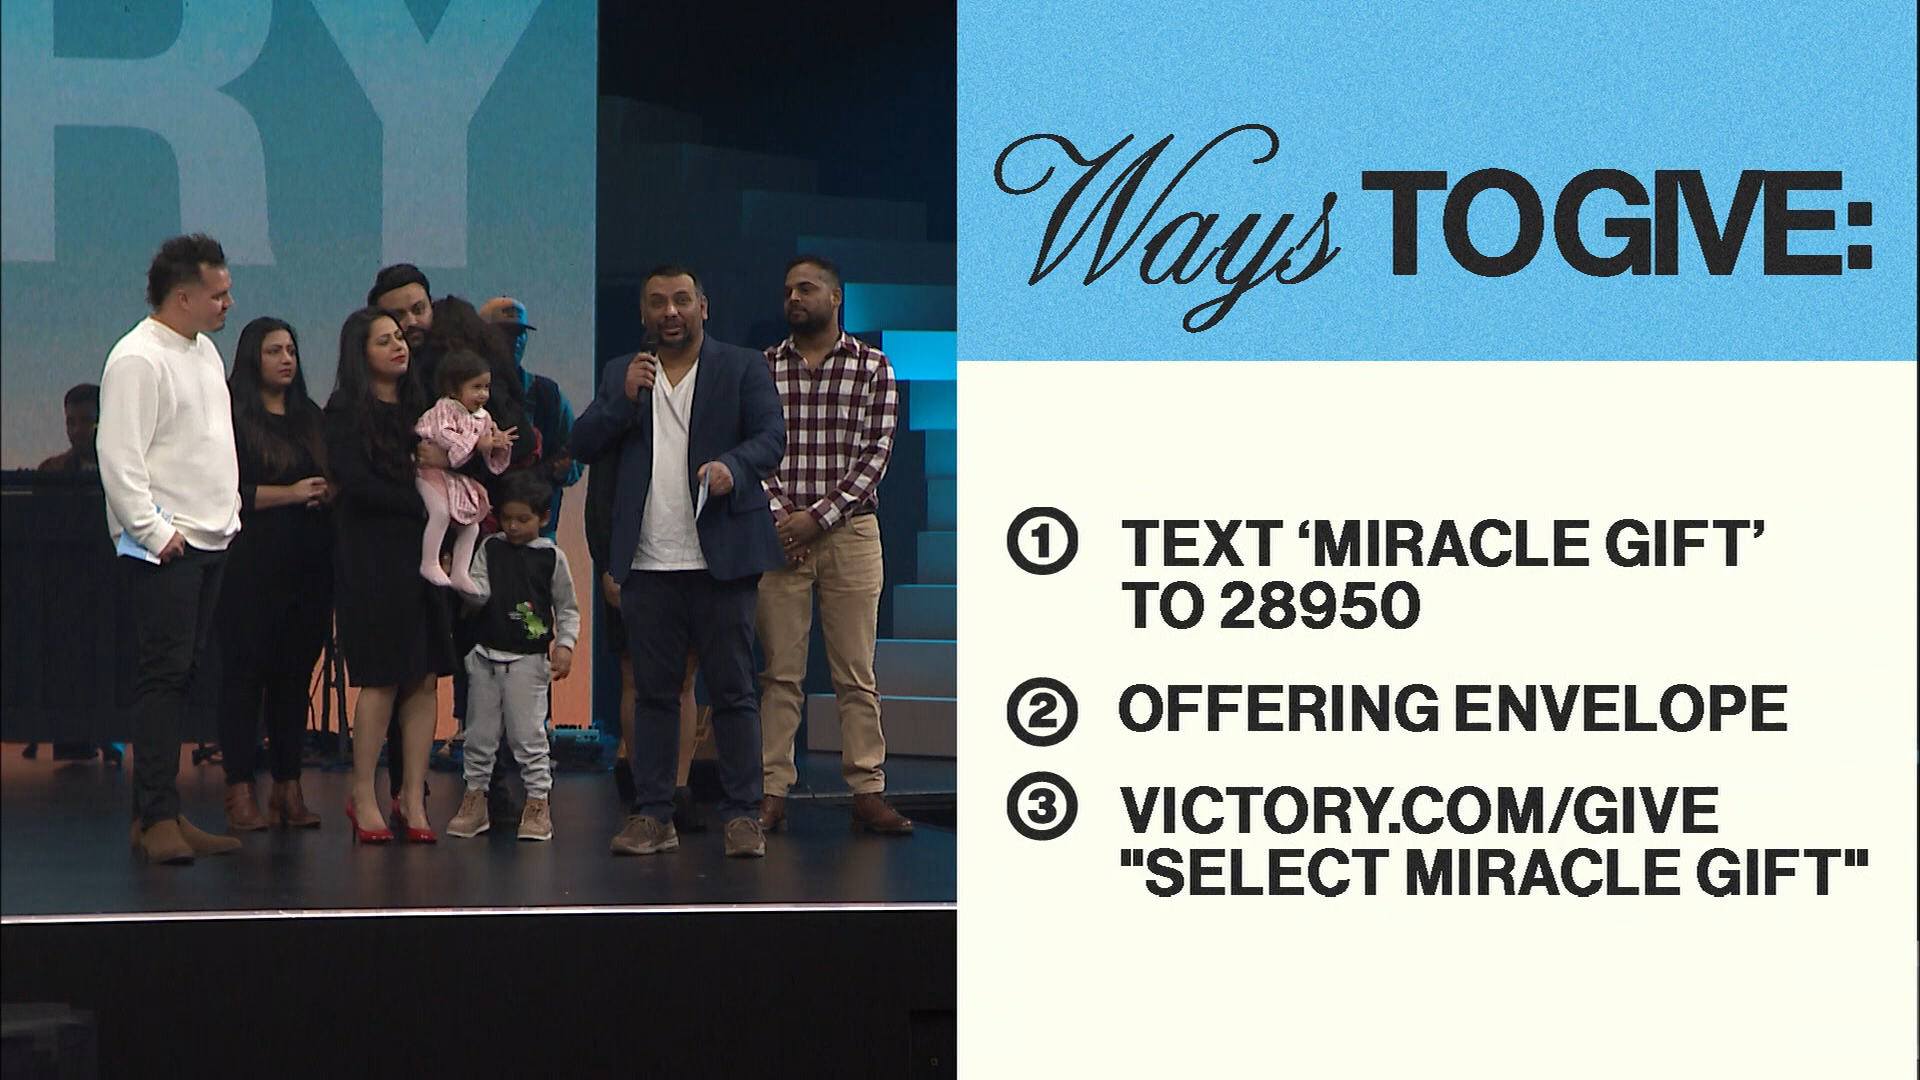 RY
Ways TO GIVE:
1 TEXT ‘MIRACLE GIFT’
TO 28950
2 OFFERING ENVELOPE
3 VICTORY.COM/GIVE
"SELECT MIRACLE GIFT"